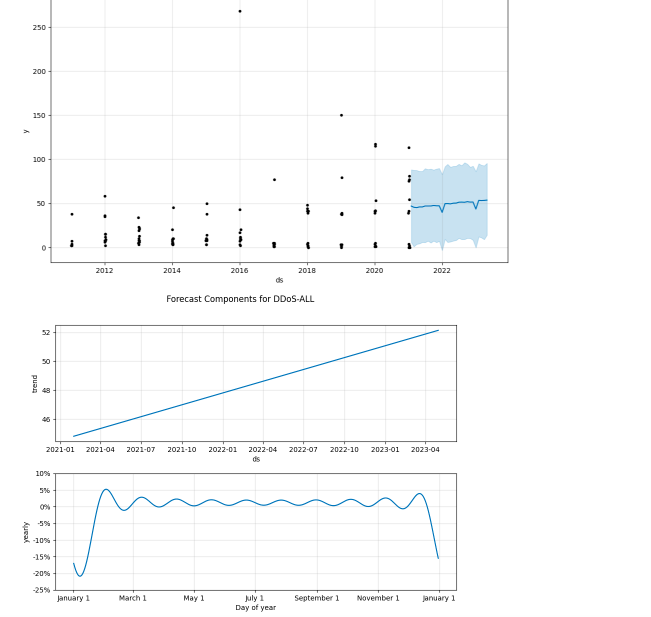 250
200
150
100
50
0
y
2012 2014 2016 2018 2020 2022
ds
Forecast Components for DDoS-ALL
52
50
48
46
trend
2021-01 2021-04 2021-07 2021-10 2022-01 2022-04 2022-07 2022-10 2023-01 2023-04
ds
10%
5%
0%
-5%
-10%
-15%
-20%
-25%
yearly
January 1 March 1 May 1 July 1 September 1 November 1 January 1
Day of year